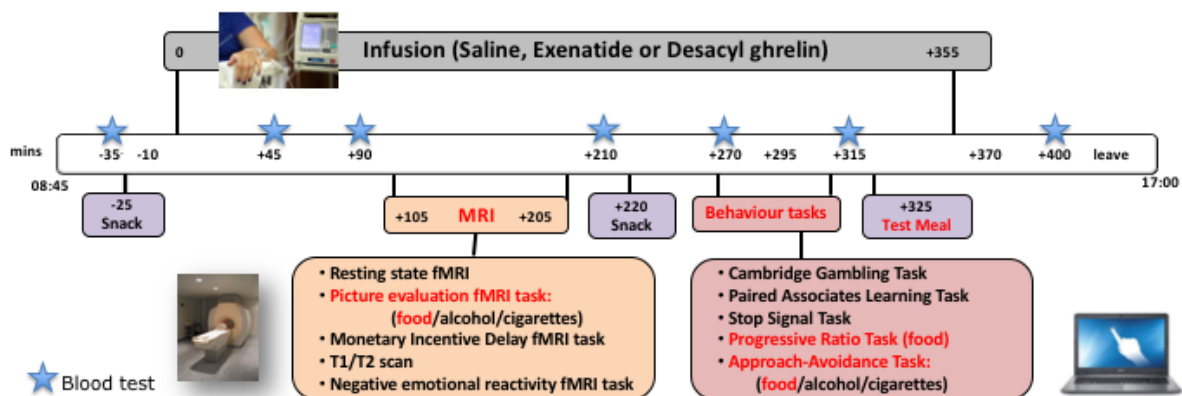 0 Infusion (Saline, Exenatide or Desacyl ghrelin) +355
mins -35 -10 +45 +90 +210 +270 +295 +315 +370 +400 leave
08:45 17:00
-25
Snack
+105 MRI +205
+220
Snack
Behaviour tasks
+325
Test Meal
• Resting state fMRI
• Picture evaluation fMRI task:
(food/alcohol/cigarettes)
• Monetary Incentive Delay fMRI task
• T1/T2 scan
• Negative emotional reactivity fMRI task
• Cambridge Gambling Task
• Paired Associates Learning Task
• Stop Signal Task
• Progressive Ratio Task (food)
• Approach-Avoidance Task:
(food/alcohol/cigarettes)
Blood test